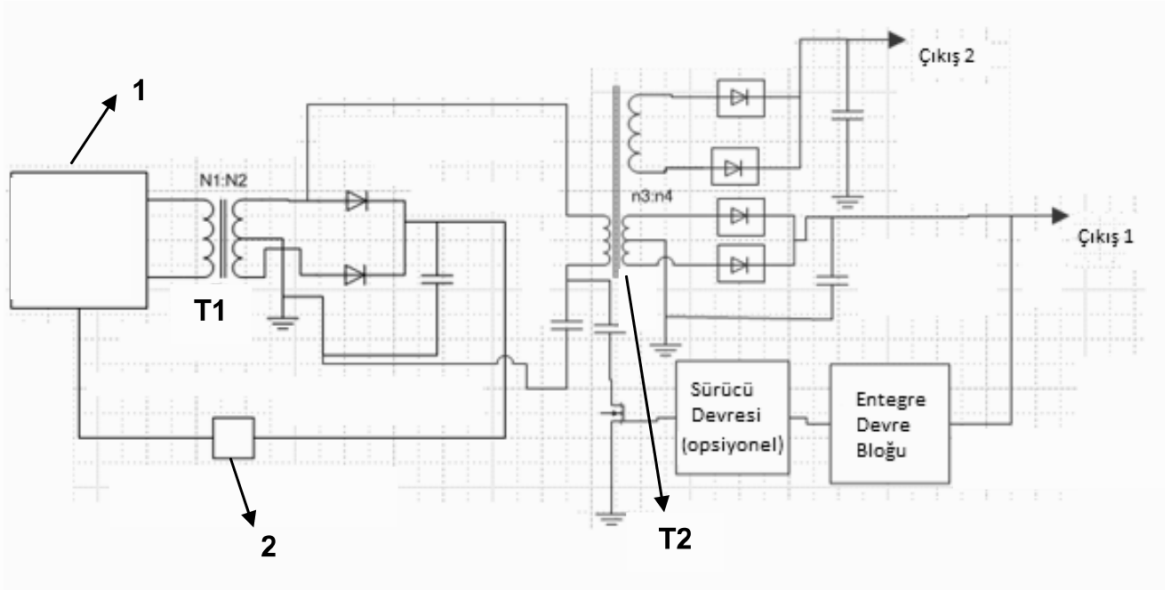 1
Çıkış 2
N1:N2
n3:n4
Çıkış 1
T1
Sürücü
Devresi
(opsiyonel)
Entegre
Devre
Bloğu
2
T2